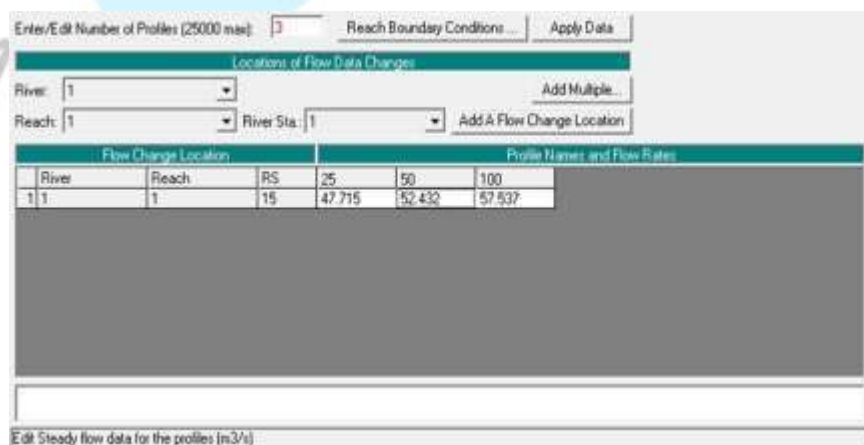 Enter/Edit Number of Profiles (25000 max): 3 Reach Boundary Conditions ... Apply Data
Locations of Flow Data Changes
River: 1 Add Multiple...
Reach: 1 River Sta.: 1 Add A Flow Change Location
Flow Change Location Profile Names and Flow Rates
River Reach RS 25 50 100
1 1 1 15 47.715 52.432 57.537
Edit Steady flow data for the profiles (m3/s)